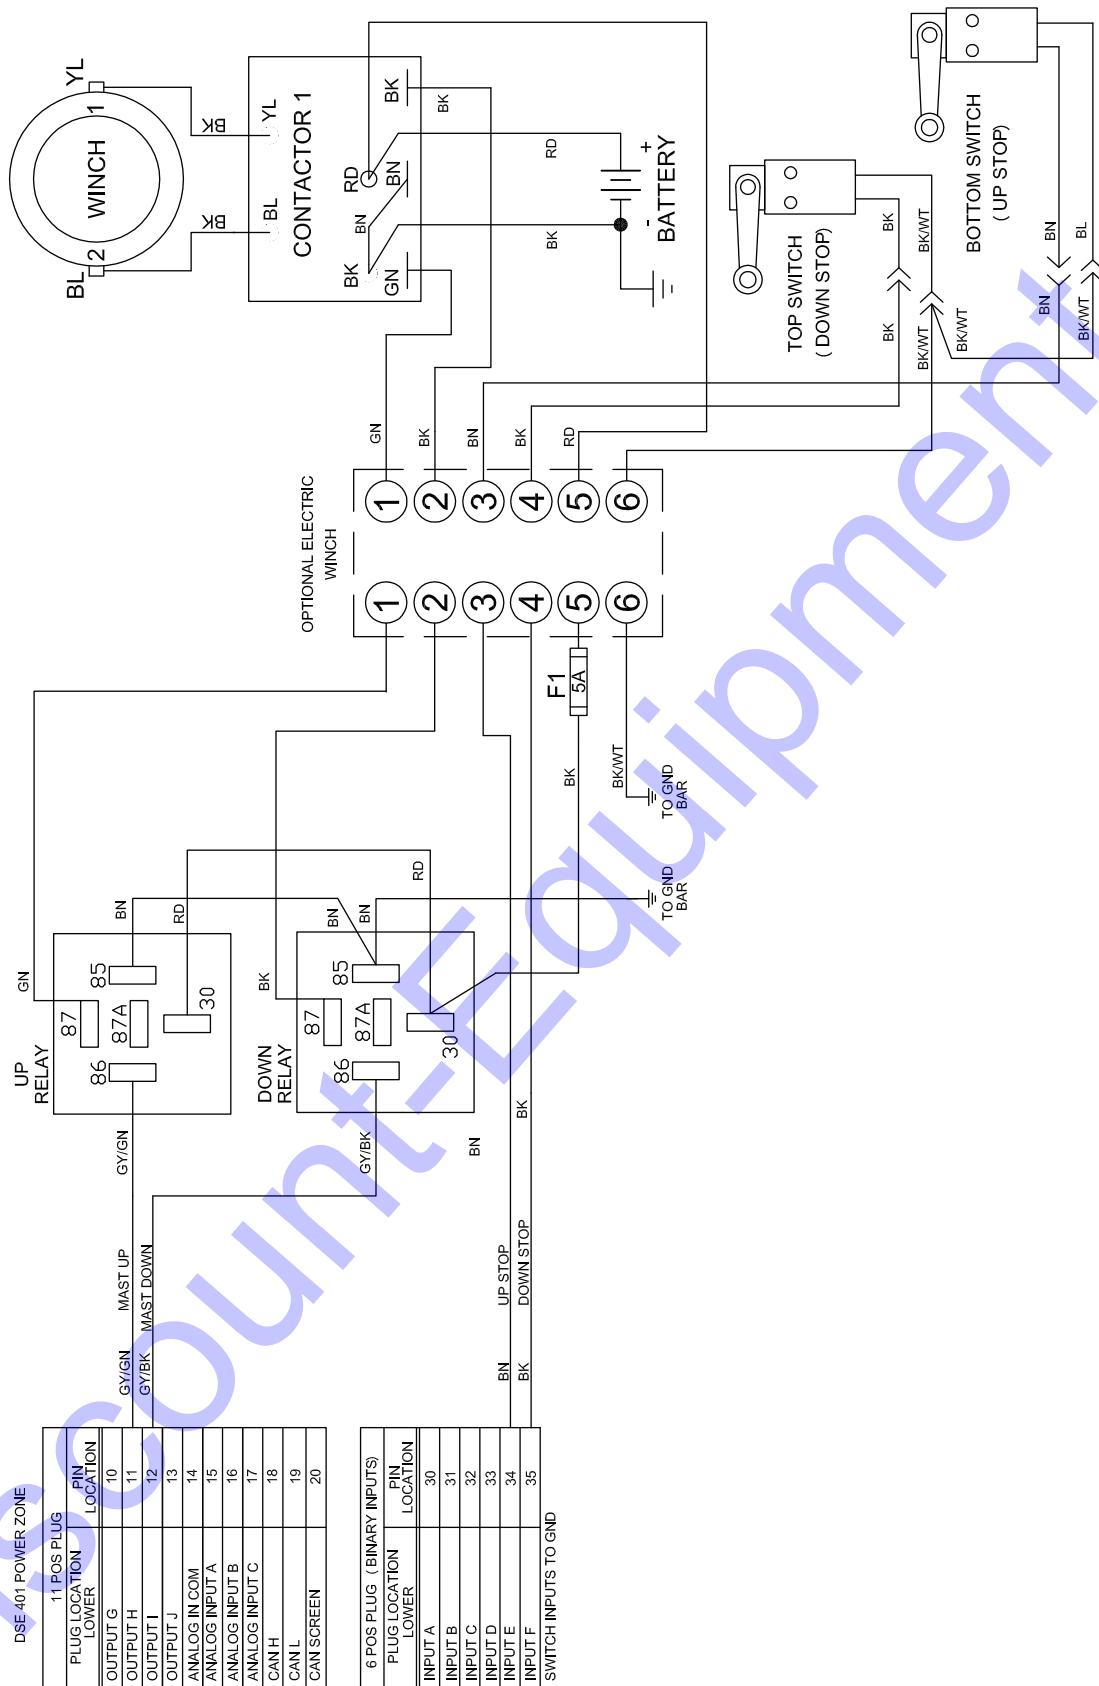 DSE 401 POWER ZONE
11 POS PLUG
PLUG LOCATION
LOWER
PIN
LOCATION
OUTPUT G 10
OUTPUT H 11
OUTPUT I 12
OUTPUT J 13
ANALOG IN COM 14
ANALOG INPUT A 15
ANALOG INPUT B 16
ANALOG INPUT C 17
CAN H 18
CAN L 19
CAN SCREEN 20
6 POS PLUG ( BINARY INPUTS)
PLUG LOCATION
LOWER
PIN
LOCATION
INPUT A 30
INPUT B 31
INPUT C 32
INPUT D 33
INPUT E 34
INPUT F 35
SWITCH INPUTS TO GND
GY/GN
MAST UP
GY/GN
GY/BK
MAST DOWN
GY/BK
BN
UP STOP
BN
BK
DOWN STOP
BK
UP
RELAY
86
87
87A
85
30
GN
BN
RD
DOWN
RELAY
86
87
87A
85
30
BK
BN
BN
RD
TO GND
BAR
BK
F1
5A
BK/WT
TO GND
BAR
OPTIONAL ELECTRIC
WINCH
1
2
3
4
5
6
1
2
3
4
5
6
GN
BK
BN
BK
RD
BK/WT
BK/WT
BK
BK
BK/WT
BN
BN
BK/WT
BL
WINCH
1
2
YL
BL
BK
BK
CONTACTOR 1
YL
BL
RD
BK
BN
BN
GN
BK
BK
RD
BK
+
-
BATTERY
TOP SWITCH
( DOWN STOP)
BOTTOM SWITCH
( UP STOP)
iscount-Equipment